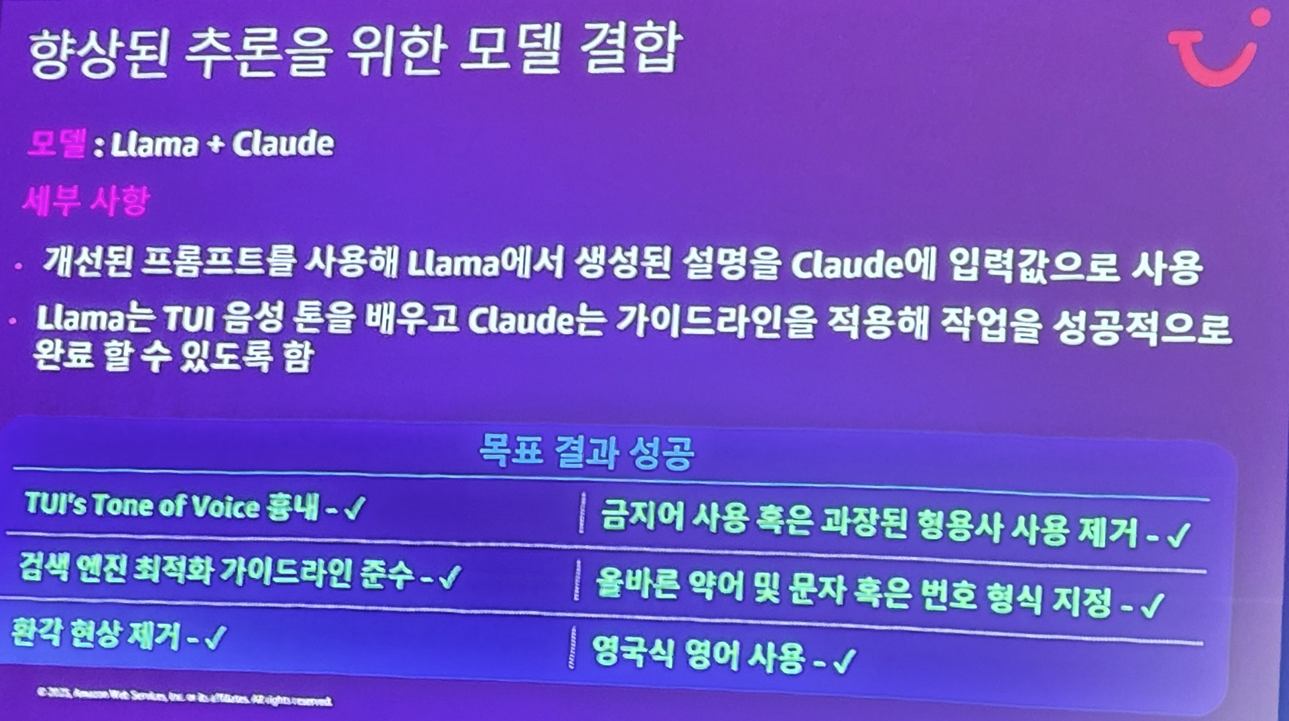 향상된 추론을 위한 모델 결합
모델 : Llama + Claude
세부 사항
• 개선된 프롬프트를 사용해 Llama에서 생성된 설명을 Claude에 입력값으로 사용
• Llama는 TUI 음성 톤을 배우고 Claude는 가이드라인을 적용해 작업을 성공적으로
완료 할 수 있도록 함
목표 결과 성공
TUI's Tone of Voice 흉내 - ✓
금지어 사용 혹은 과장된 형용사 사용 제거 - ✓
검색 엔진 최적화 가이드라인 준수 - ✓
올바른 약어 및 문자 혹은 번호 형식 지정 - ✓
환각 현상 제거 - ✓
영국식 영어 사용 - ✓
© 2025, Amazon Web Services, Inc. or its affiliates. All rights reserved.